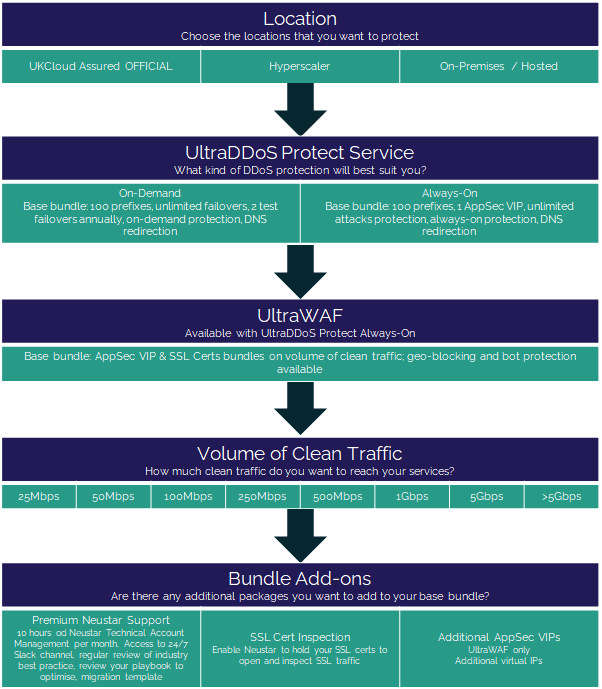 Location
Choose the locations that you want to protect
UKCloud Assured OFFICIAL
Hyperscaler
On-Premises / Hosted
UltraDDoS Protect Service
What kind of DDoS protection will best suit you?
On-Demand
Base bundle: 100 prefixes, unlimited failovers, 2 test
failovers annually, on-demand protection, DNS
redirection
Always-On
Base bundle: 100 prefixes, 1 AppSec VIP, unlimited
attacks protection, always-on protection, DNS
redirection
UltraWAF
Available with UltraDDoS Protect Always-On
Base bundle: AppSec VIP & SSL Certs bundles on volume of clean traffic; geo-blocking and bot protection
available
Volume of Clean Traffic
How much clean traffic do you want to reach your services?
25Mbps
50Mbps
100Mbps
250Mbps
500Mbps
1Gbps
5Gbps
>5Gbps
Bundle Add-ons
Are there any additional packages you want to add to your base bundle?
Premium Neustar Support
10 hours od Neustar Technical Account
Management per month. Access to 24/7
Slack channel, regular review of industry
best practice, review your playbook to
optimise, migration template
SSL Cert Inspection
Enable Neustar to hold your SSL certs to
open and inspect SSL traffic
Additional AppSec VIPs
UltraWAF only
Additional virtual IPs